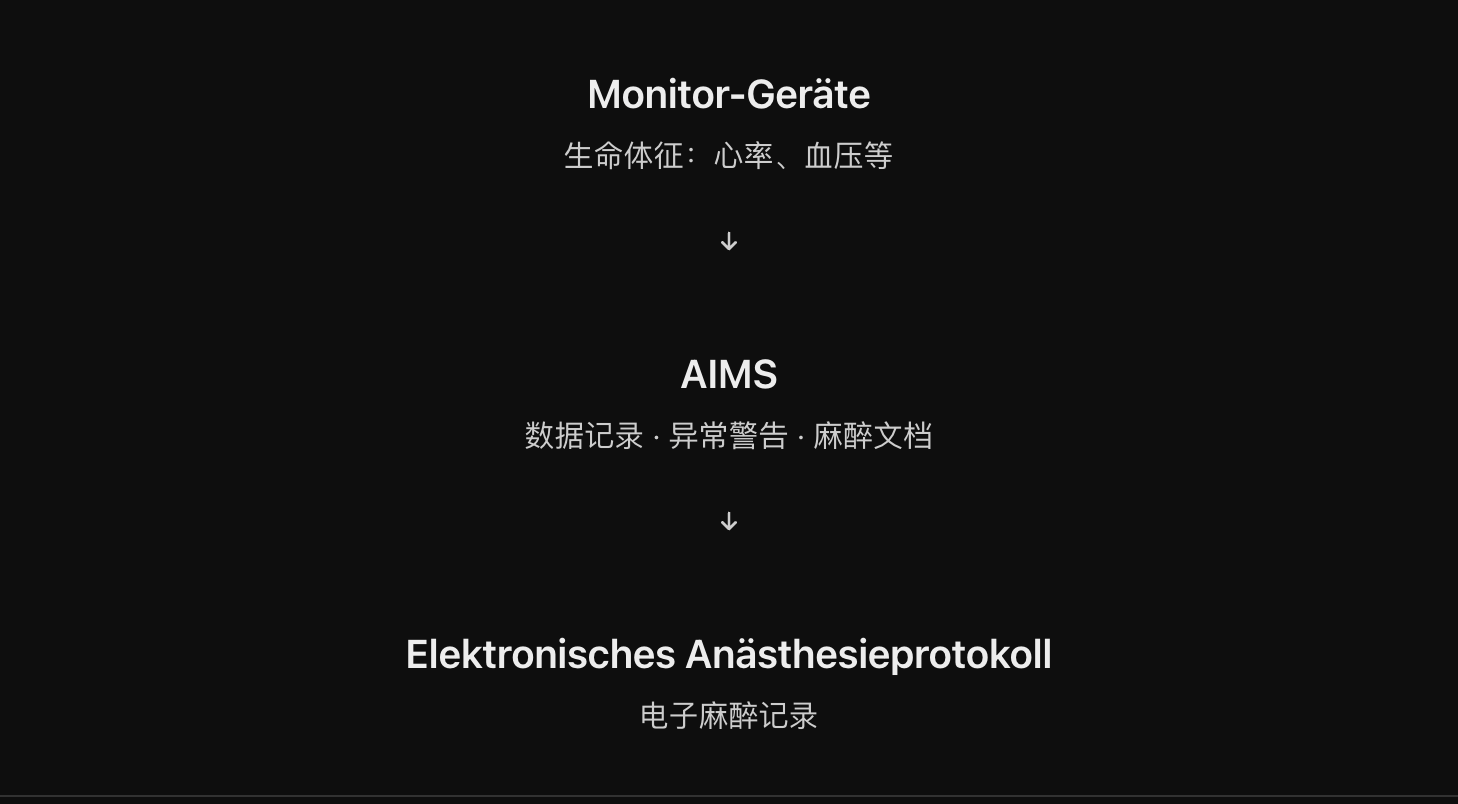 Monitor-Geräte
生命体征：心率、血压等
↓
AIMS
数据记录 · 异常警告 · 麻醉文档
↓
Elektronisches Anästhesieprotokoll
电子麻醉记录